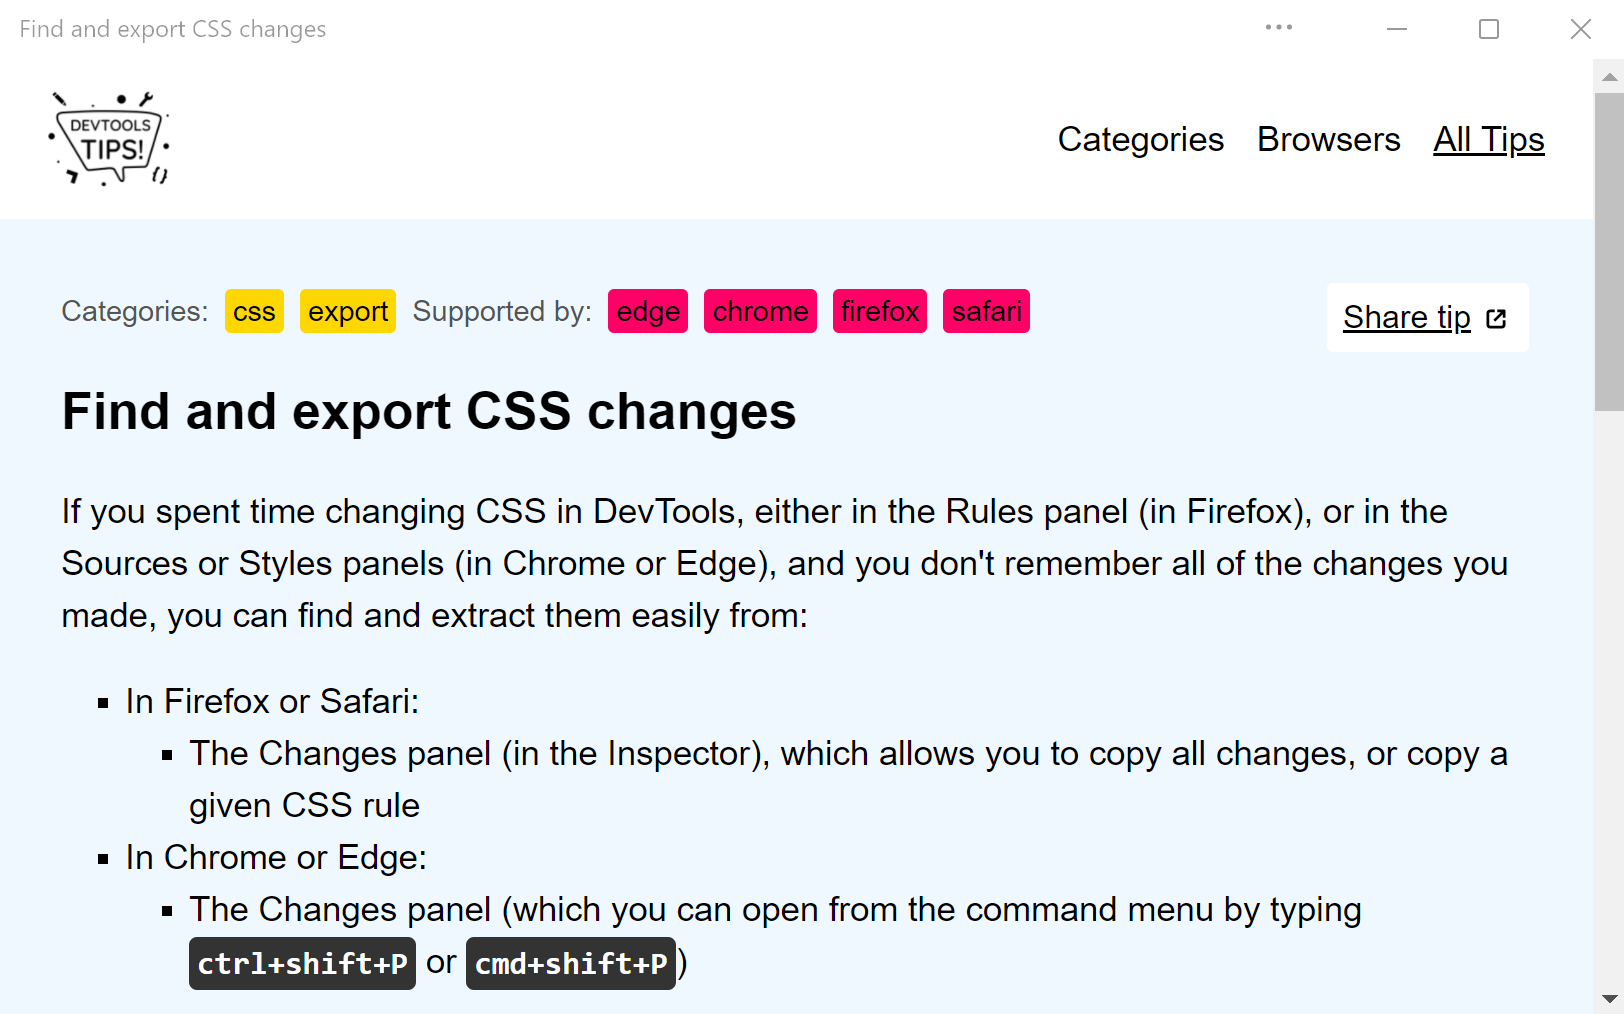 Find and export CSS changes
DEVTOOLS
TIPS!
Categories Browsers All Tips
Categories: css export Supported by: edge chrome firefox safari
Share tip
Find and export CSS changes
If you spent time changing CSS in DevTools, either in the Rules panel (in Firefox), or in the
Sources or Styles panels (in Chrome or Edge), and you don't remember all of the changes you
made, you can find and extract them easily from:
In Firefox or Safari:
The Changes panel (in the Inspector), which allows you to copy all changes, or copy a
given CSS rule
In Chrome or Edge:
The Changes panel (which you can open from the command menu by typing
ctrl+shift+P or cmd+shift+P)